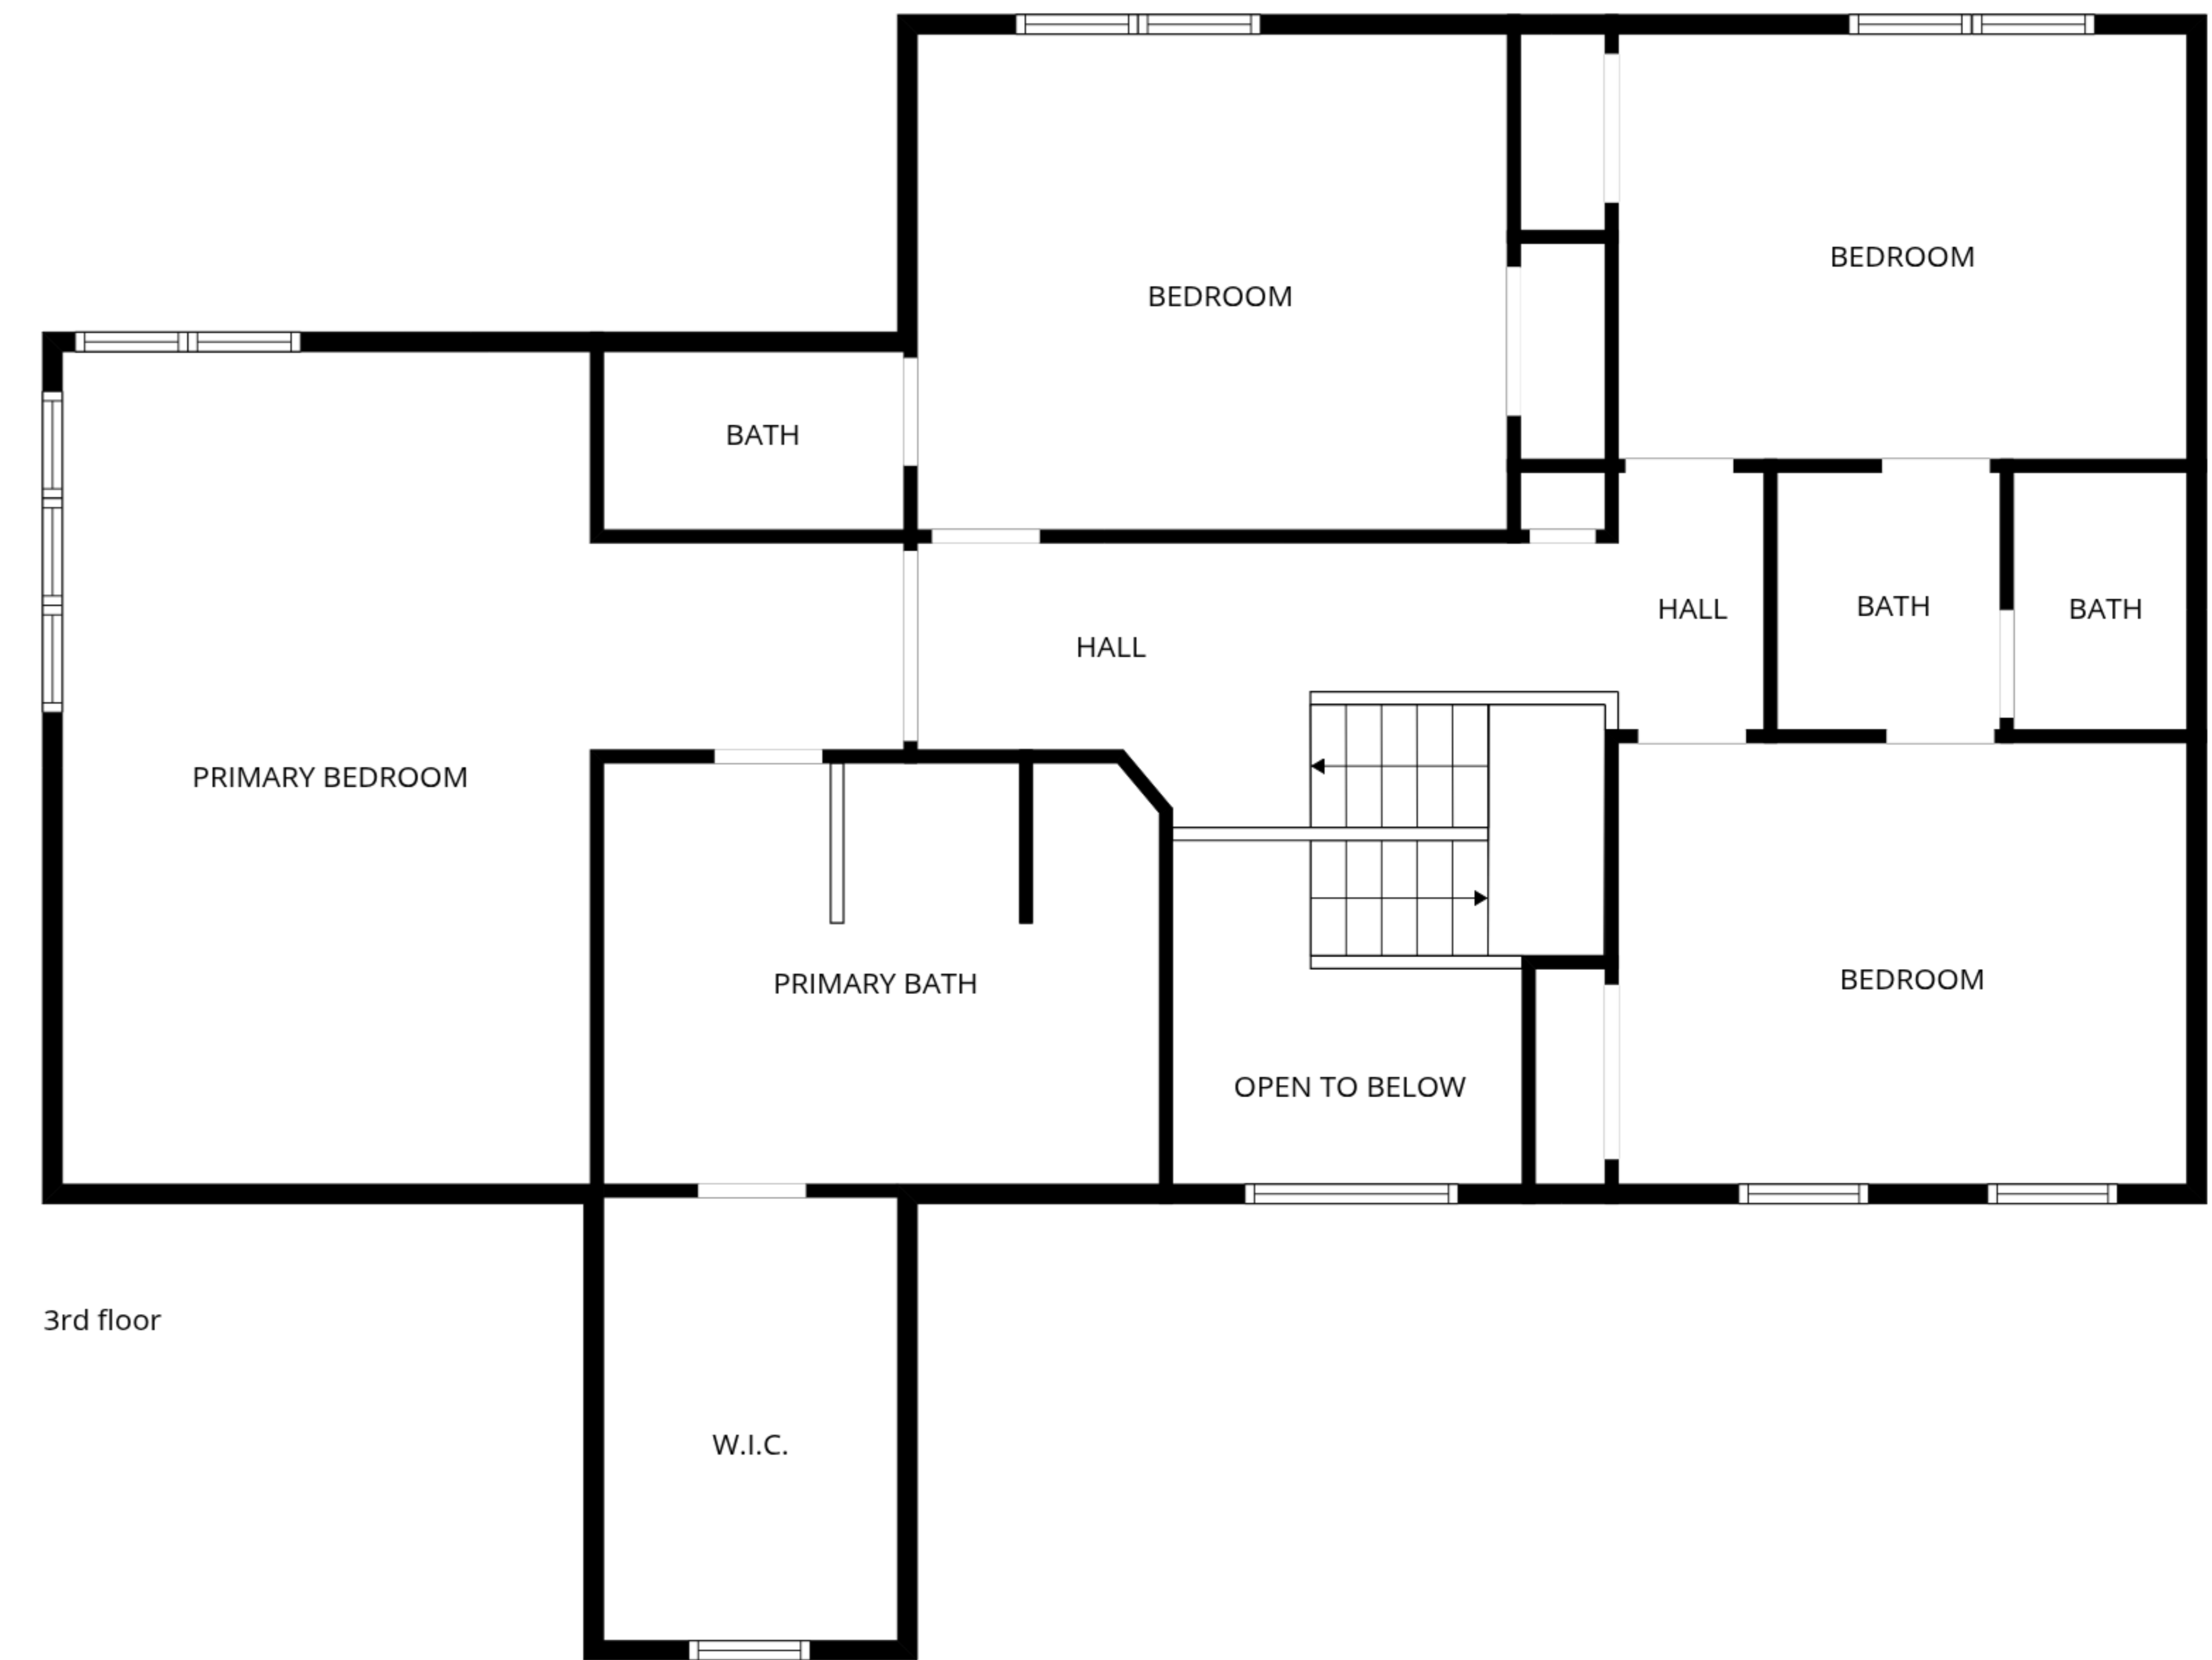 BEDROOM
BEDROOM
BATH
HALL
HALL
BATH
BATH
PRIMARY BEDROOM
PRIMARY BATH
BEDROOM
OPEN TO BELOW
3rd floor
W.I.C.